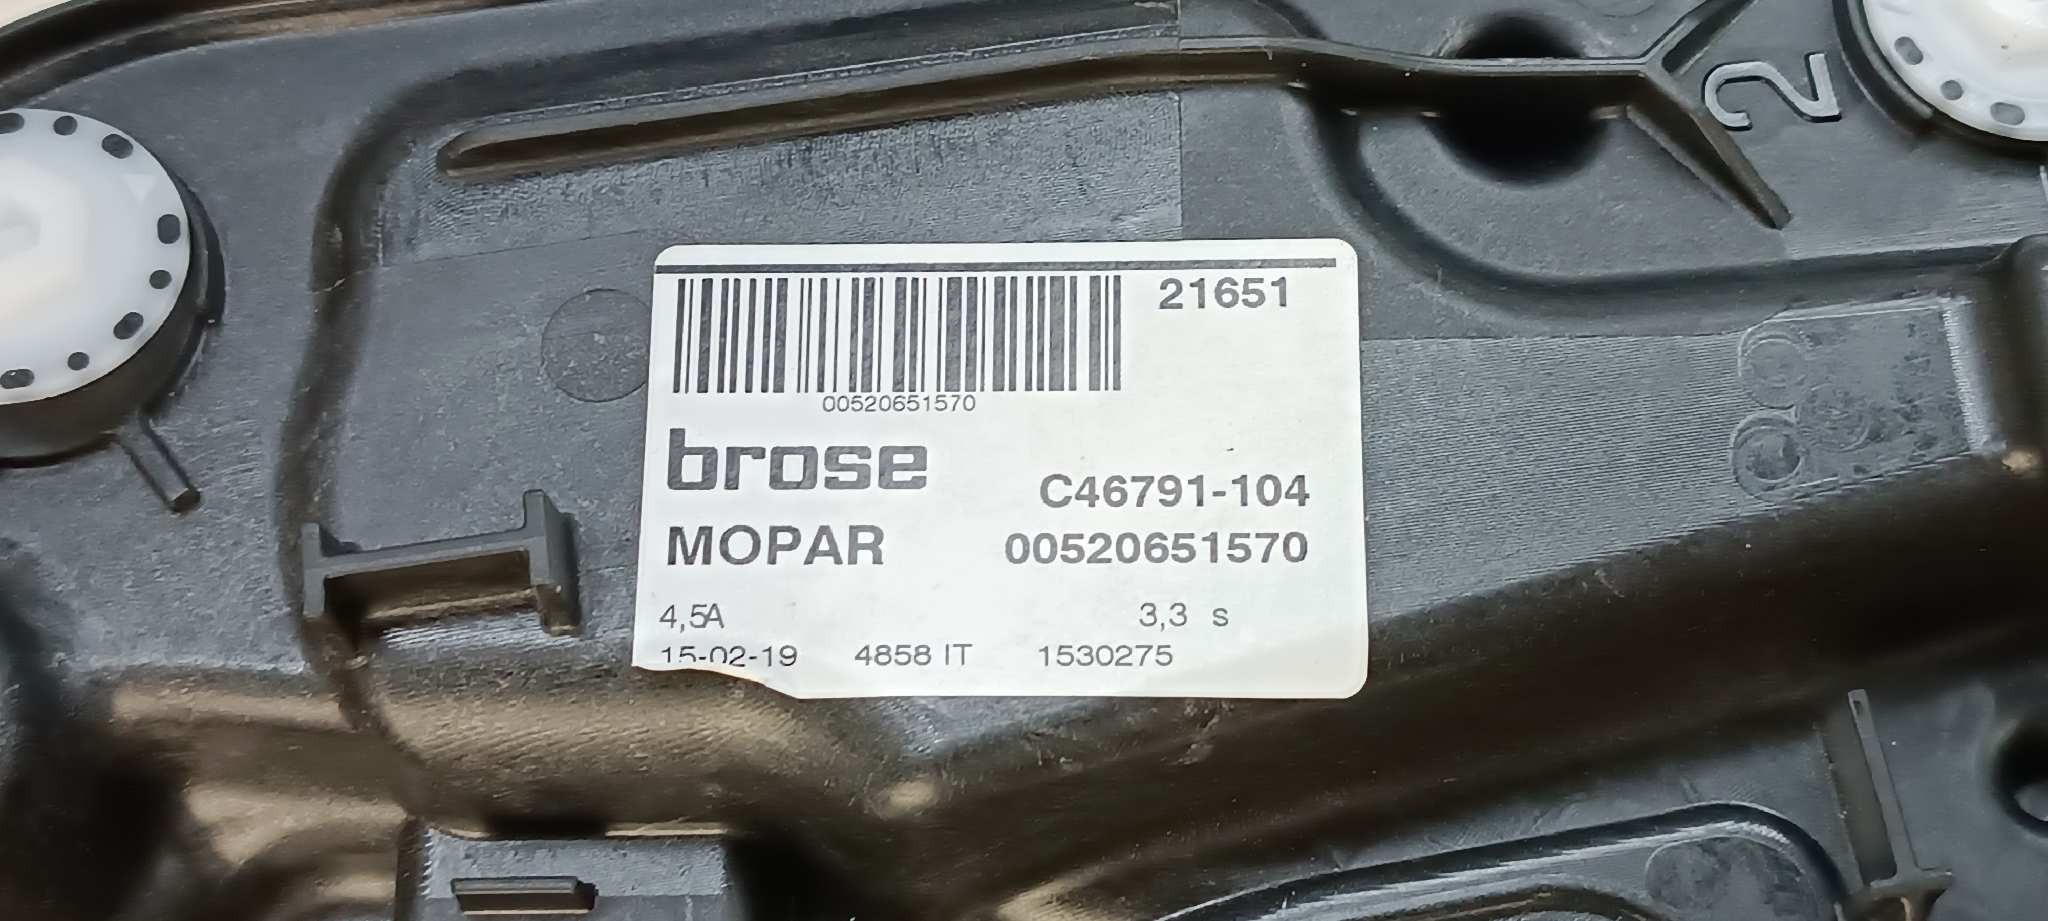 2
21651
00520651570
brose
C46791-104
MOPAR 00520651570
4,5A 3,3 s
15-02-19 4858 IT 1530275